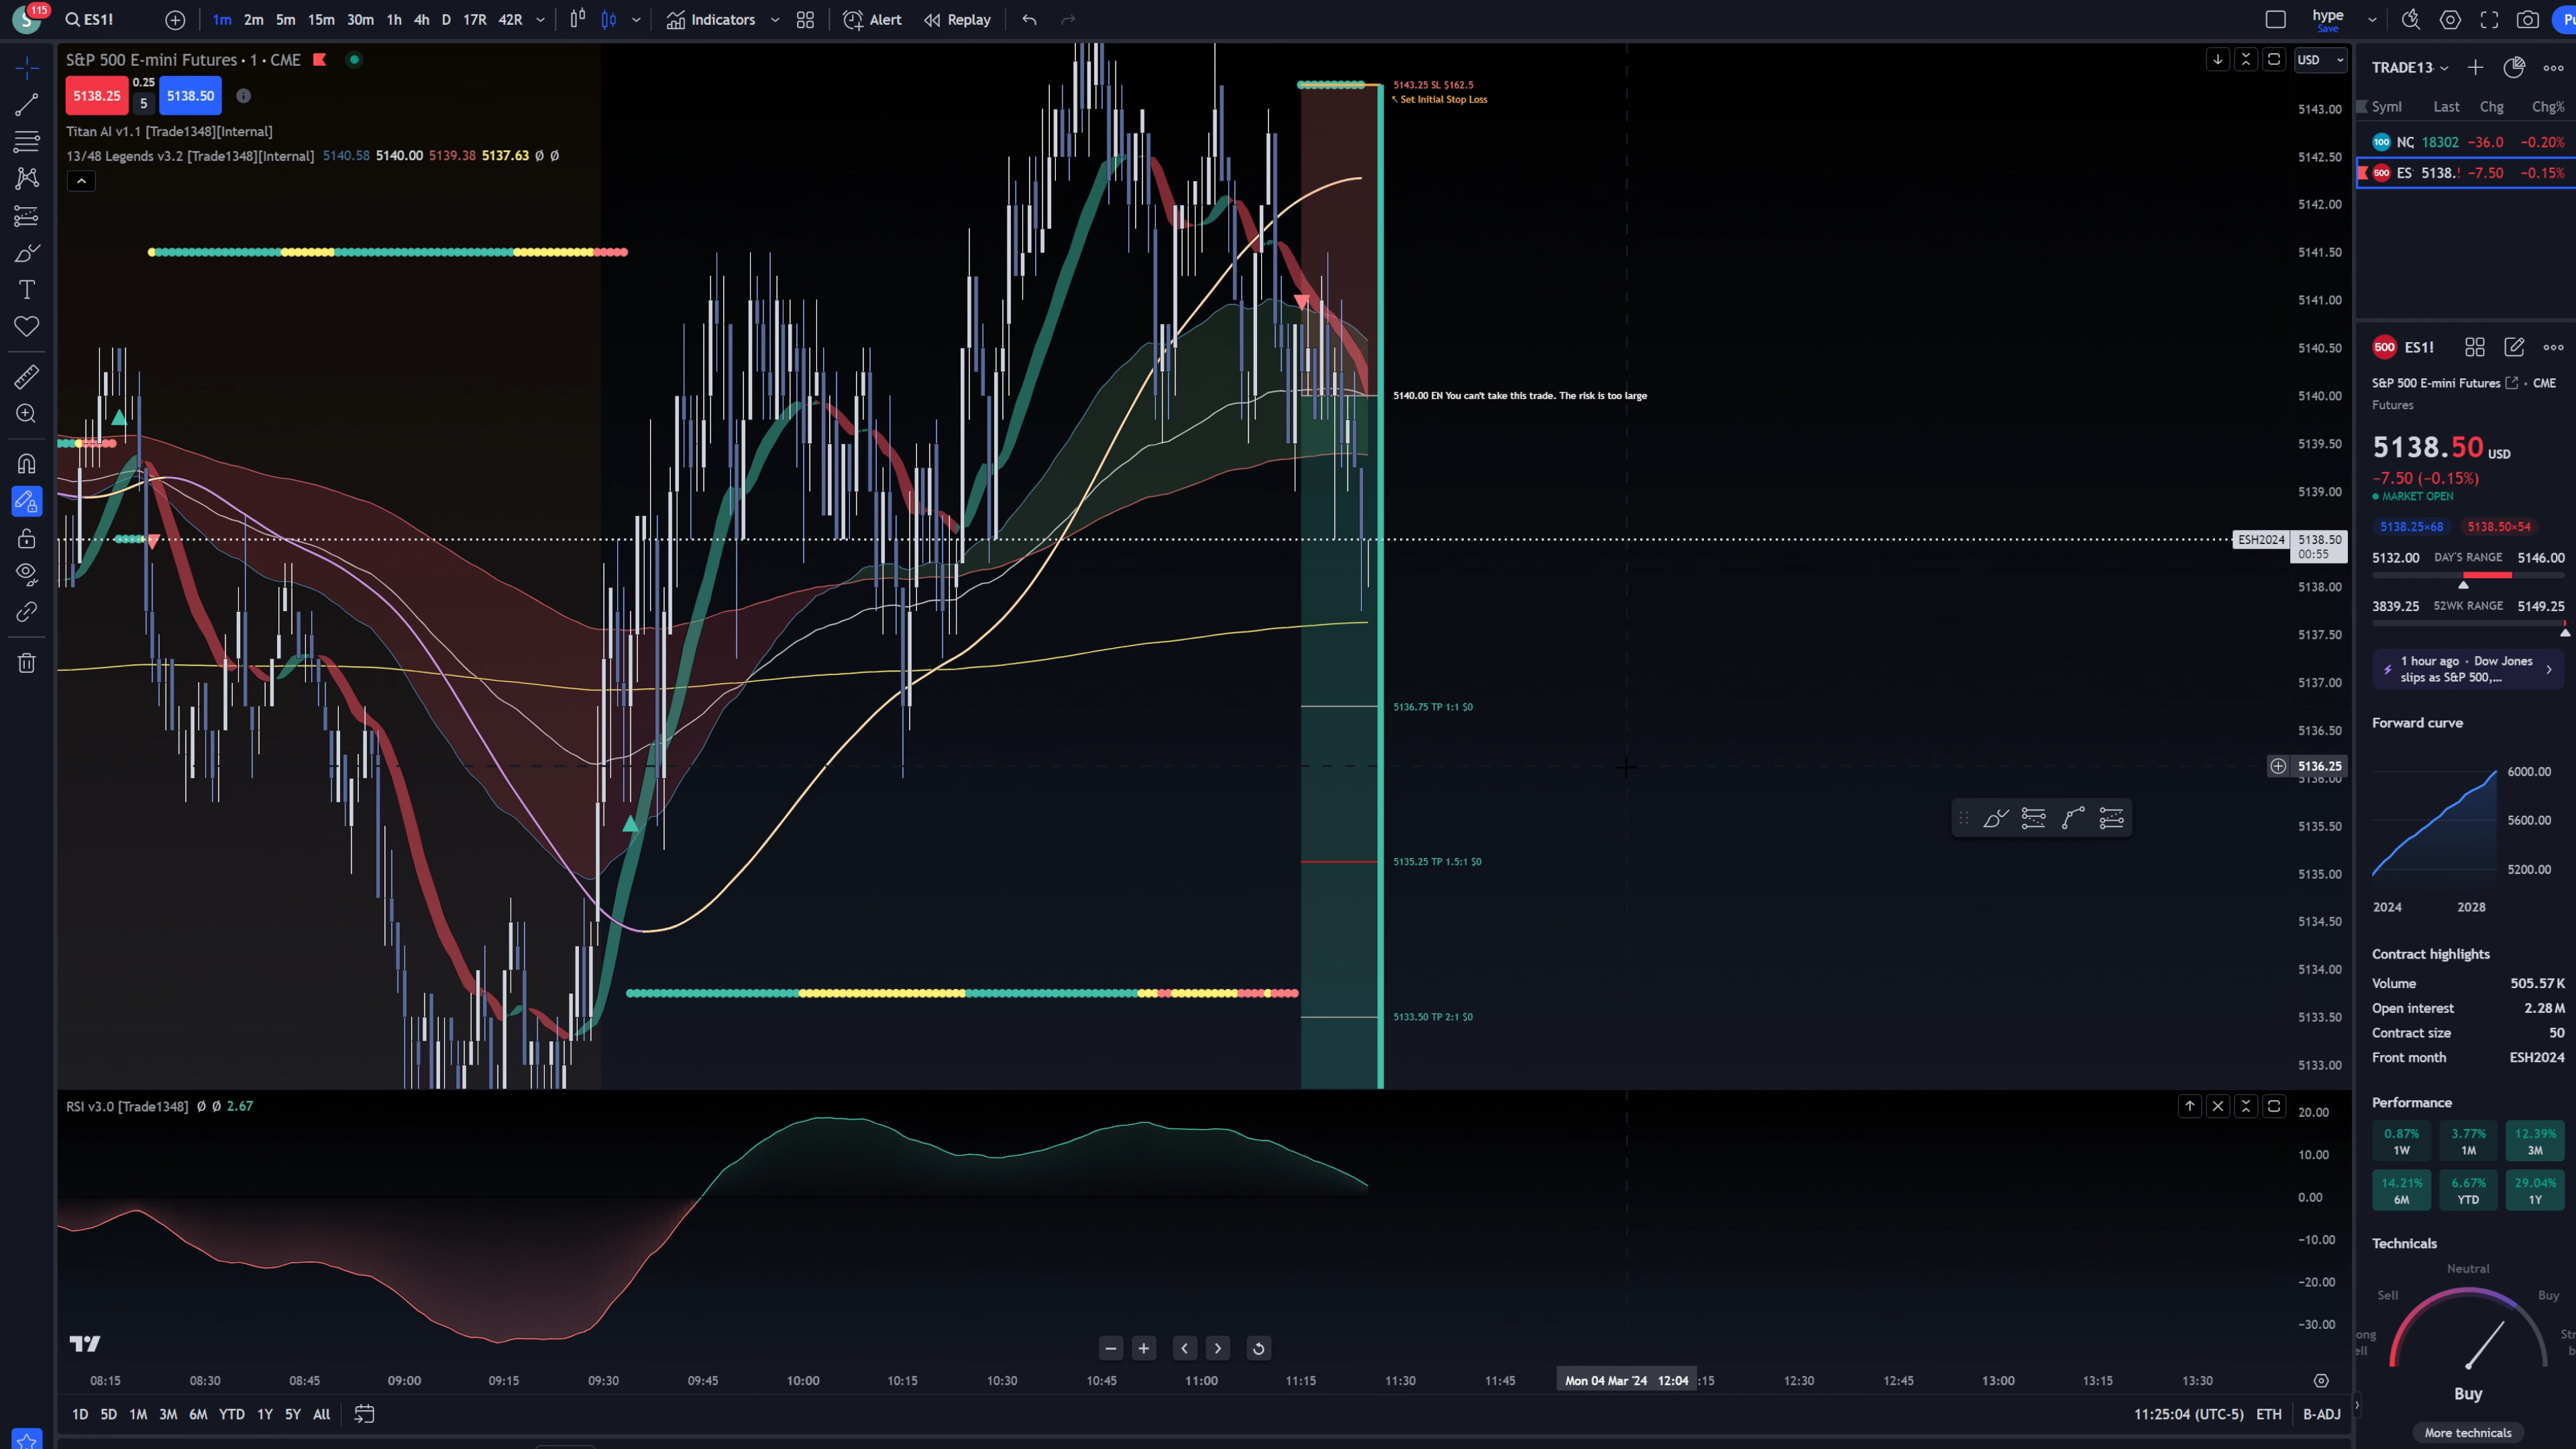 115
S
ES1!
1m 2m 5m 15m 30m 1h 4h D 17R 42R
Indicators
Alert
Replay
hype
Save
S&P 500 E-mini Futures · 1 · CME
USD
5138.25
0.25
5
5138.50
Titan AI v1.1 [Trade1348][Internal]
13/48 Legends v3.2 [Trade1348][Internal] 5140.58 5140.00 5139.38 5137.63 Ø Ø
5143.25 SL $162.5
↖ Set Initial Stop Loss
5140.00 EN You can't take this trade. The risk is too large
5136.75 TP 1:1 $0
5135.25 TP 1.5:1 $0
5133.50 TP 2:1 $0
5143.00
5142.50
5142.00
5141.50
5141.00
5140.50
5140.00
5139.50
5139.00
ESH2024 5138.50
00:55
5138.00
5137.50
5137.00
5136.50
5136.25
5136.00
5135.50
5135.00
5134.50
5134.00
5133.50
5133.00
RSI v3.0 [Trade1348] Ø Ø 2.67
20.00
10.00
0.00
−10.00
−20.00
−30.00
08:15 08:30 08:45 09:00 09:15 09:30 09:45 10:00 10:15 10:30 10:45 11:00 11:15 11:30 11:45 Mon 04 Mar '24 12:04 :15 12:30 12:45 13:00 13:15 13:30
1D 5D 1M 3M 6M YTD 1Y 5Y All
11:25:04 (UTC-5) ETH B-ADJ
TRADE13
Syml Last Chg Chg%
100 NQ 18302 −36.0 −0.20%
500 ES 5138. −7.50 −0.15%
500 ES1!
S&P 500 E-mini Futures · CME
Futures
5138.50 USD
−7.50 (−0.15%)
MARKET OPEN
5138.25×68 5138.50×54
5132.00 DAY'S RANGE 5146.00
3839.25 52WK RANGE 5149.25
1 hour ago · Dow Jones
slips as S&P 500,...
Forward curve
6000.00
5600.00
5200.00
2024 2028
Contract highlights
Volume 505.57K
Open interest 2.28M
Contract size 50
Front month ESH2024
Performance
0.87% 3.77% 12.39%
1W 1M 3M
14.21% 6.67% 29.04%
6M YTD 1Y
Technicals
Neutral
Sell Buy
Buy
More technicals